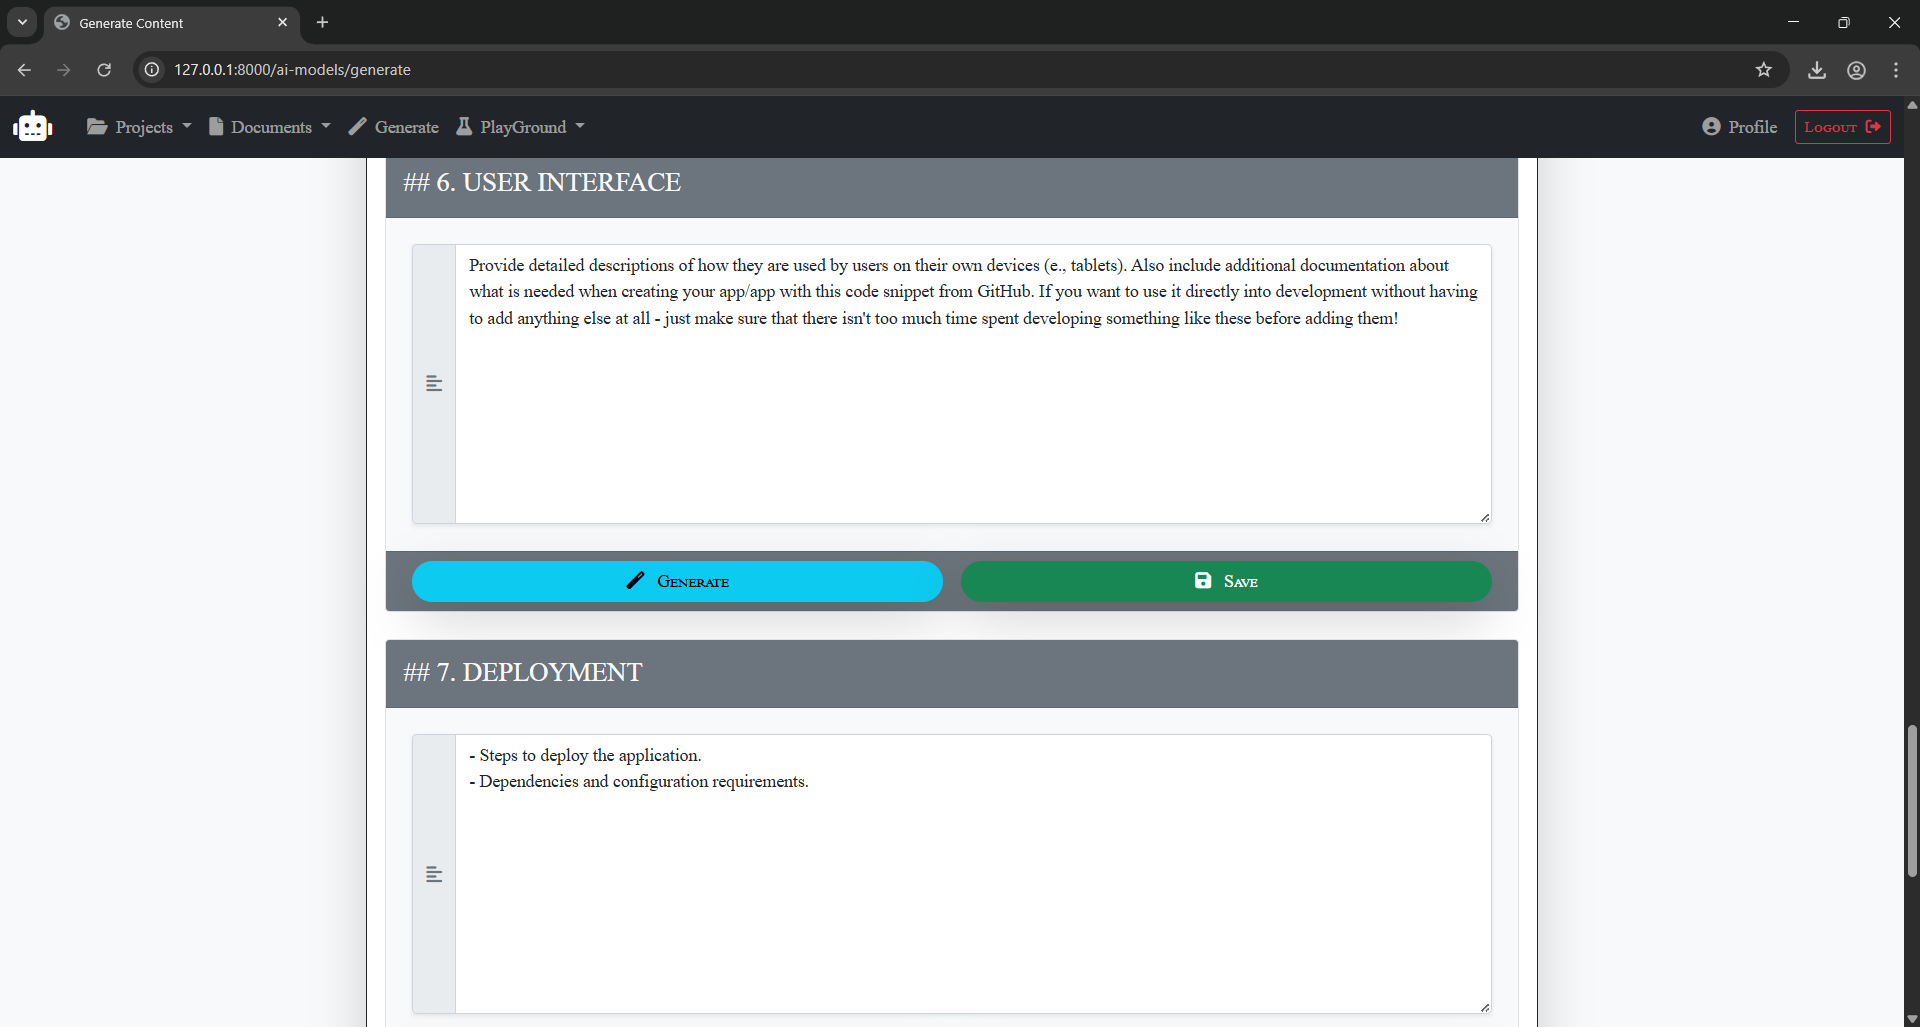 Generate Content
127.0.0.1:8000/ai-models/generate
Projects Documents Generate PlayGround Profile Logout
## 6. USER INTERFACE
Provide detailed descriptions of how they are used by users on their own devices (e., tablets). Also include additional documentation about
what is needed when creating your app/app with this code snippet from GitHub. If you want to use it directly into development without having
to add anything else at all - just make sure that there isn't too much time spent developing something like these before adding them!
Generate Save
## 7. DEPLOYMENT
- Steps to deploy the application.
- Dependencies and configuration requirements.